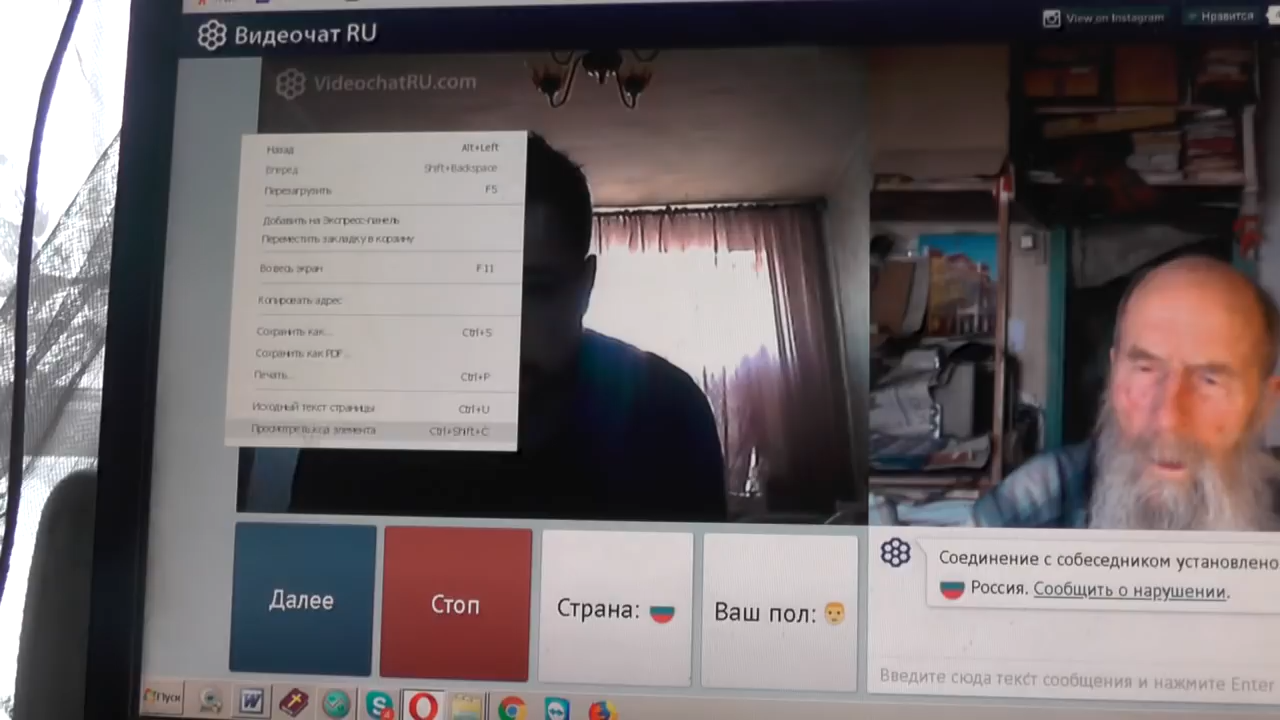 Видеочат RU
View on Instagram
Нравится
VideochatRU.com
Назад Alt+Left
Вперед Shift+Backspace
Перезагрузить F5
Добавить на Экспресс-панель
Переместить закладку в корзину
Во весь экран F11
Копировать адрес
Сохранить как... Ctrl+S
Сохранить как PDF...
Печать... Ctrl+P
Исходный текст страницы Ctrl+U
Просмотреть код элемента Ctrl+Shift+C
Далее
Стоп
Страна:
Ваш пол:
Соединение с собеседником установлено
Россия. Сообщить о нарушении.
Введите сюда текст сообщения и нажмите Enter
Пуск